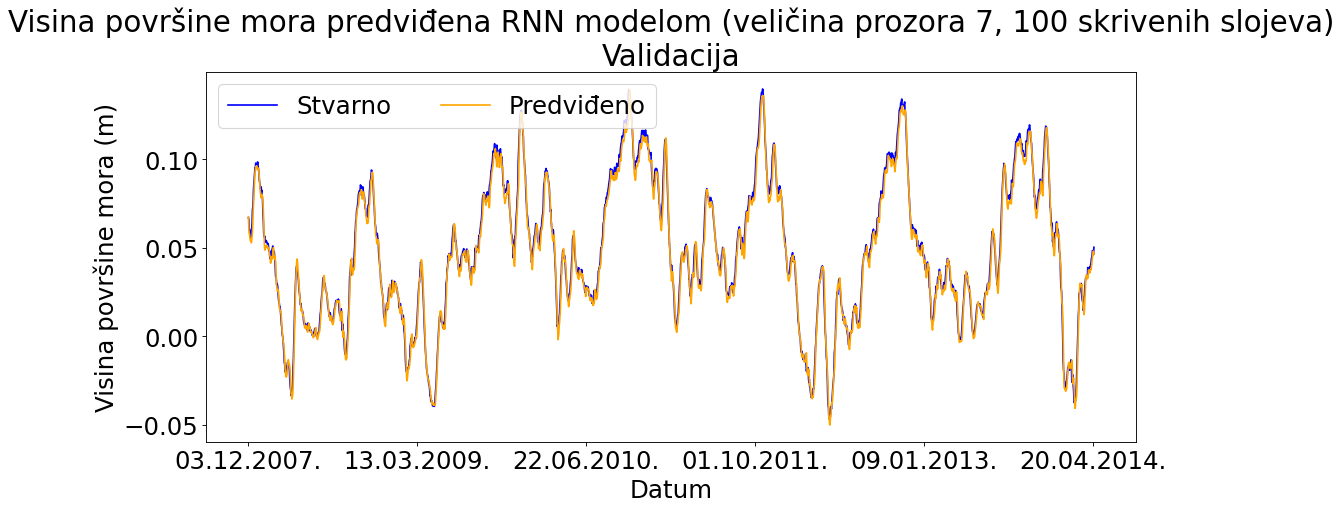 Visina površine mora predviđena RNN modelom (veličina prozora 7, 100 skrivenih slojeva)
Validacija
Stvarno
Predviđeno
Visina površine mora (m)
0.10
0.05
0.00
−0.05
03.12.2007.
13.03.2009.
22.06.2010.
01.10.2011.
09.01.2013.
20.04.2014.
Datum